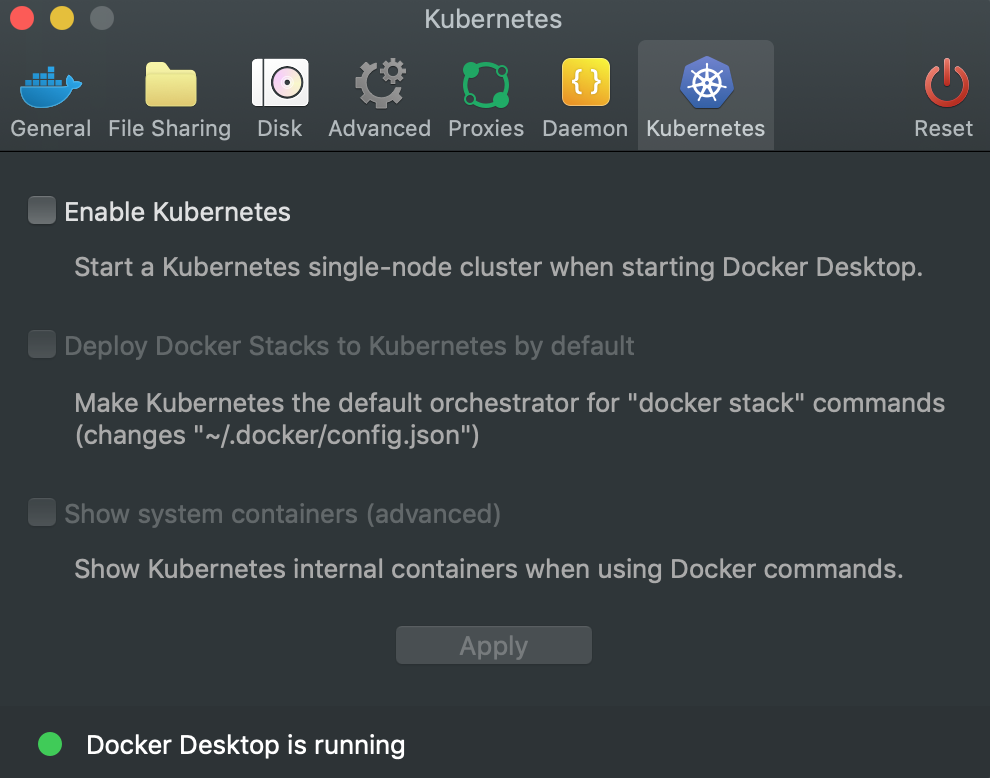 Kubernetes
General File Sharing Disk Advanced Proxies Daemon Kubernetes Reset
Enable Kubernetes
Start a Kubernetes single-node cluster when starting Docker Desktop.
Deploy Docker Stacks to Kubernetes by default
Make Kubernetes the default orchestrator for "docker stack" commands
(changes "~/.docker/config.json")
Show system containers (advanced)
Show Kubernetes internal containers when using Docker commands.
Apply
Docker Desktop is running